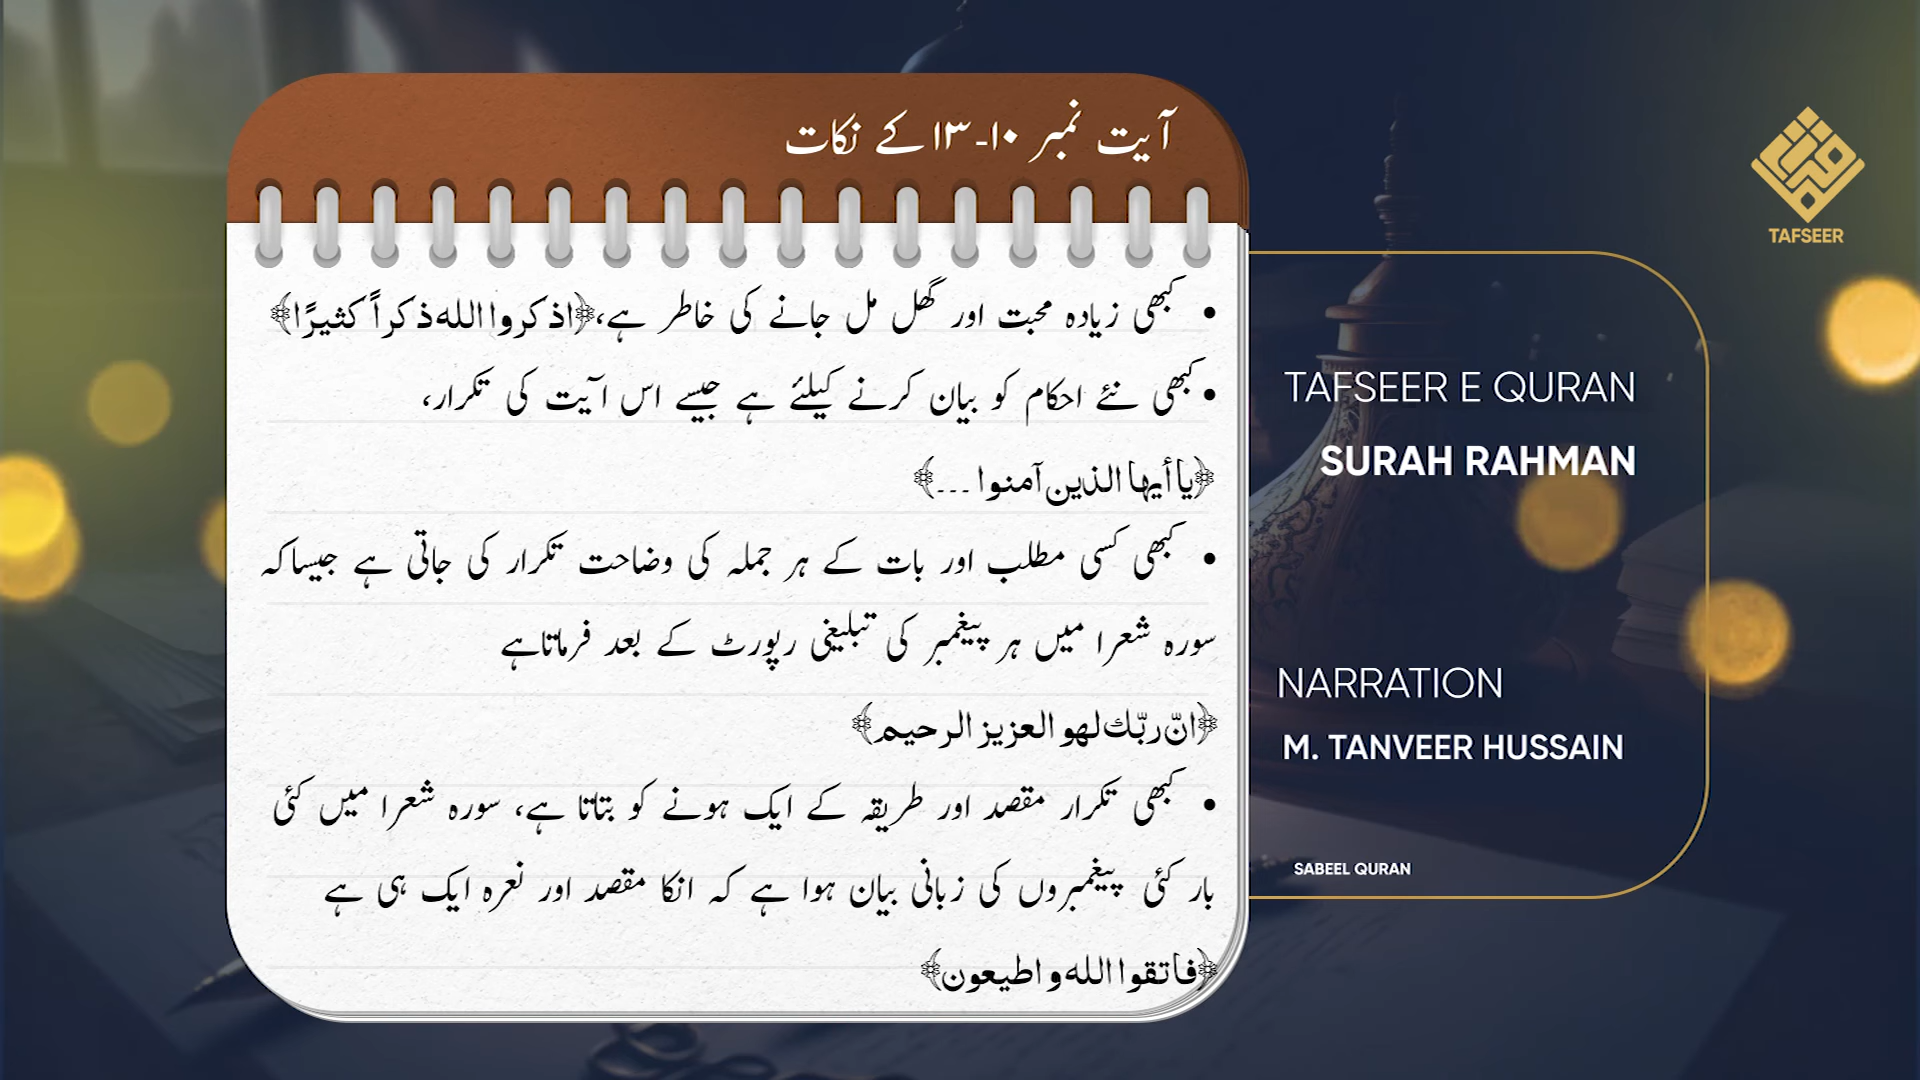 آیت نمبر ۱۰-۱۳ کے نکات
• کبھی زیادہ محبت اور گھل مل جانے کی خاطر ہے،﴿اذکروا الله ذکراً کثیرًا﴾
• کبھی نئے احکام کو بیان کرنے کیلئے ہے جیسے اس آیت کی تکرار،
﴿یا أیها الذین آمنوا ...﴾
• کبھی کسی مطلب اور بات کے ہر جملہ کی وضاحت تکرار کی جاتی ہے جیساکہ
سورہ شعرا میں ہر پیغمبر کی تبلیغی رپورٹ کے بعد فرماتاہے
﴿انّ ربّك لهو العزیز الرحیم﴾
• کبھی تکرار مقصد اور طریقہ کے ایک ہونے کو بتاتا ہے، سورہ شعرا میں کئی
بار کئی پیغمبروں کی زبانی بیان ہوا ہے کہ انکا مقصد اور نعرہ ایک ہی ہے
﴿فاتقوا الله و اطیعون﴾
TAFSEER
TAFSEER E QURAN
SURAH RAHMAN
NARRATION
M. TANVEER HUSSAIN
SABEEL QURAN